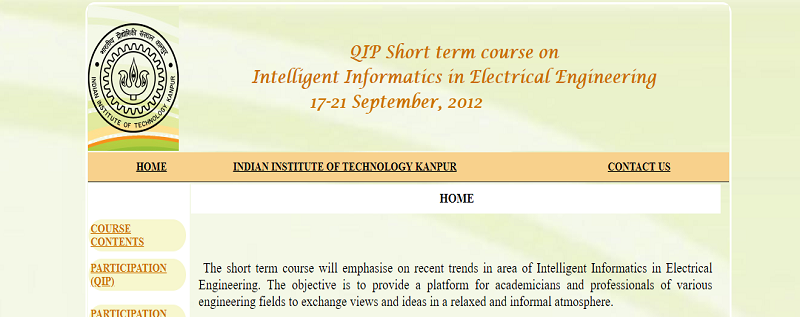 भारतीय प्रौद्योगिकी संस्थान कानपुर
INDIAN INSTITUTE OF TECHNOLOGY KANPUR
QIP Short term course on
Intelligent Informatics in Electrical Engineering
17-21 September, 2012
HOME INDIAN INSTITUTE OF TECHNOLOGY KANPUR CONTACT US
HOME
COURSE
CONTENTS
PARTICIPATION
(QIP)
PARTICIPATION
The short term course will emphasise on recent trends in area of Intelligent Informatics in Electrical
Engineering. The objective is to provide a platform for academicians and professionals of various
engineering fields to exchange views and ideas in a relaxed and informal atmosphere.